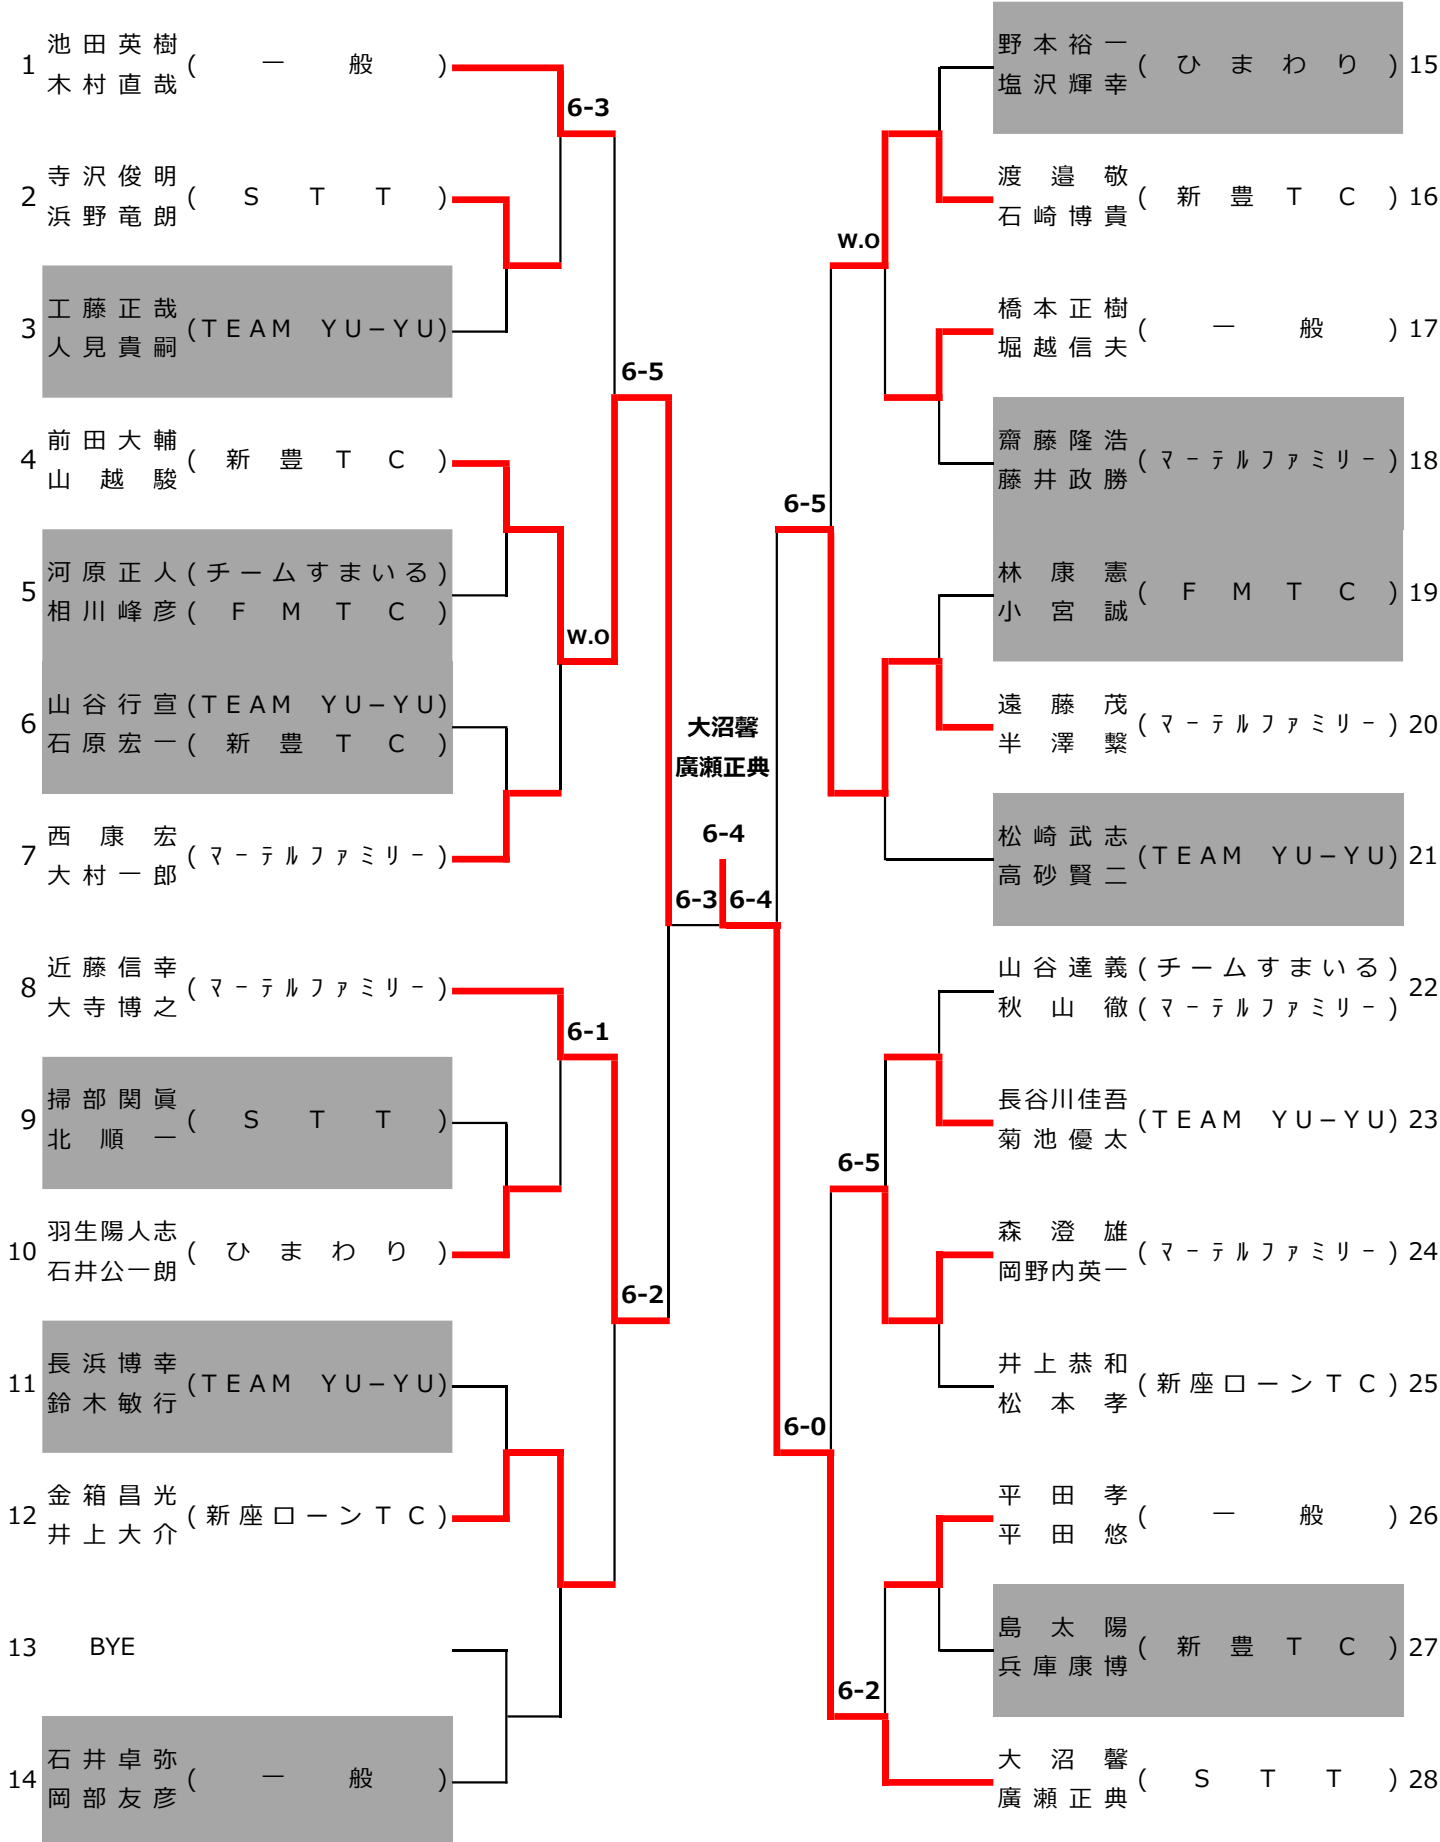 1 池田英樹 木村直哉 ( 一般 )
6-3
2 寺沢俊明 浜野竜朗 ( STT )
3 工藤正哉 人見貴嗣 (TEAM YU−YU)
6-5
4 前田大輔 山越駿 ( 新豊TC )
5 河原正人 (チームすまいる)
相川峰彦 ( FMTC )
W.O
6 山谷行宣 (TEAM YU−YU)
石原宏一 ( 新豊TC )
7 西康宏 大村一郎 ( マーテルファミリー )
8 近藤信幸 大寺博之 ( マーテルファミリー )
6-1
9 掃部関眞 北順一 ( STT )
10 羽生陽人志 石井公一朗 ( ひまわり )
6-2
11 長浜博幸 鈴木敏行 (TEAM YU−YU)
12 金箱昌光 井上大介 (新座ローンTC)
13 BYE
14 石井卓弥 岡部友彦 ( 一般 )
大沼馨
廣瀬正典
6-4
6-3 6-4
野本裕一 塩沢輝幸 ( ひまわり ) 15
渡邉敬 石崎博貴 ( 新豊TC ) 16
W.O
橋本正樹 堀越信夫 ( 一般 ) 17
齋藤隆浩 藤井政勝 ( マーテルファミリー ) 18
6-5
林康憲 小宮誠 ( FMTC ) 19
遠藤茂 半澤繋 ( マーテルファミリー ) 20
松崎武志 高砂賢二 (TEAM YU−YU) 21
山谷達義 (チームすまいる)
秋山徹 ( マーテルファミリー ) 22
長谷川佳吾 菊池優太 (TEAM YU−YU) 23
6-5
森澄雄 岡野内英一 ( マーテルファミリー ) 24
井上恭和 松本孝 (新座ローンTC) 25
6-0
平田孝 平田悠 ( 一般 ) 26
島太陽 兵庫康博 ( 新豊TC ) 27
6-2
大沼馨 廣瀬正典 ( STT ) 28